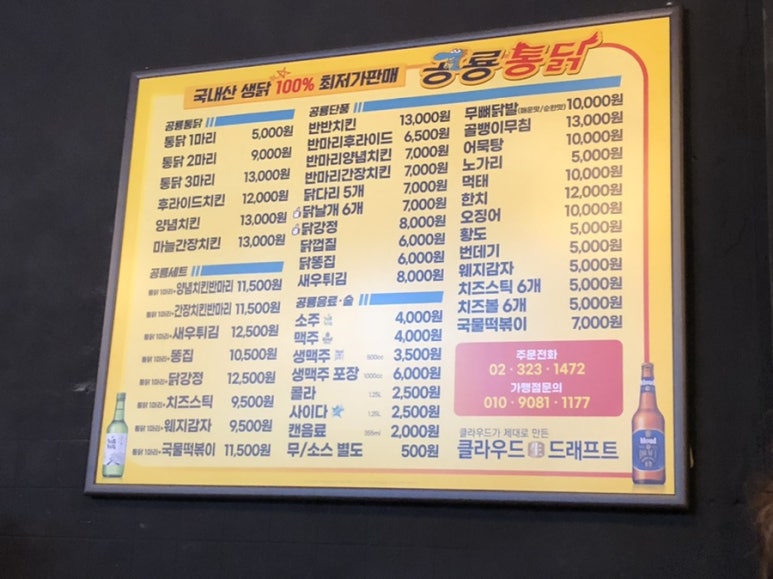 국내산 생닭 100% 최저가판매
공룡통닭
공룡통닭
통닭 1마리 5,000원
통닭 2마리 9,000원
통닭 3마리 13,000원
후라이드치킨 12,000원
양념치킨 13,000원
마늘간장치킨 13,000원
공룡세트
통닭 1마리+양념치킨반마리 11,500원
통닭 1마리+간장치킨반마리 11,500원
통닭 1마리+새우튀김 12,500원
통닭 1마리+똥집 10,500원
통닭 1마리+닭강정 12,500원
통닭 1마리+치즈스틱 9,500원
통닭 1마리+웨지감자 9,500원
통닭 1마리+국물떡볶이 11,500원
공룡단품
반반치킨 13,000원
반마리후라이드 6,500원
반마리양념치킨 7,000원
반마리간장치킨 7,000원
닭다리 5개 7,000원
닭날개 6개 7,000원
닭강정 8,000원
닭껍질 6,000원
닭똥집 6,000원
새우튀김 8,000원
공룡음료·술
소주 4,000원
맥주 4,000원
생맥주 500cc 3,500원
생맥주 포장 1000cc 6,000원
콜라 1.25L 2,500원
사이다 1.25L 2,500원
캔음료 355ml 2,000원
무/소스 별도 500원
무뼈닭발(매운맛/순한맛) 10,000원
골뱅이무침 13,000원
어묵탕 10,000원
노가리 5,000원
먹태 10,000원
한치 12,000원
오징어 10,000원
황도 5,000원
번데기 5,000원
웨지감자 5,000원
치즈스틱 6개 5,000원
치즈볼 6개 5,000원
국물떡볶이 7,000원
주문전화
02·323·1472
가맹점문의
010·9081·1177
클라우드가 제대로 만든
클라우드 生 드래프트